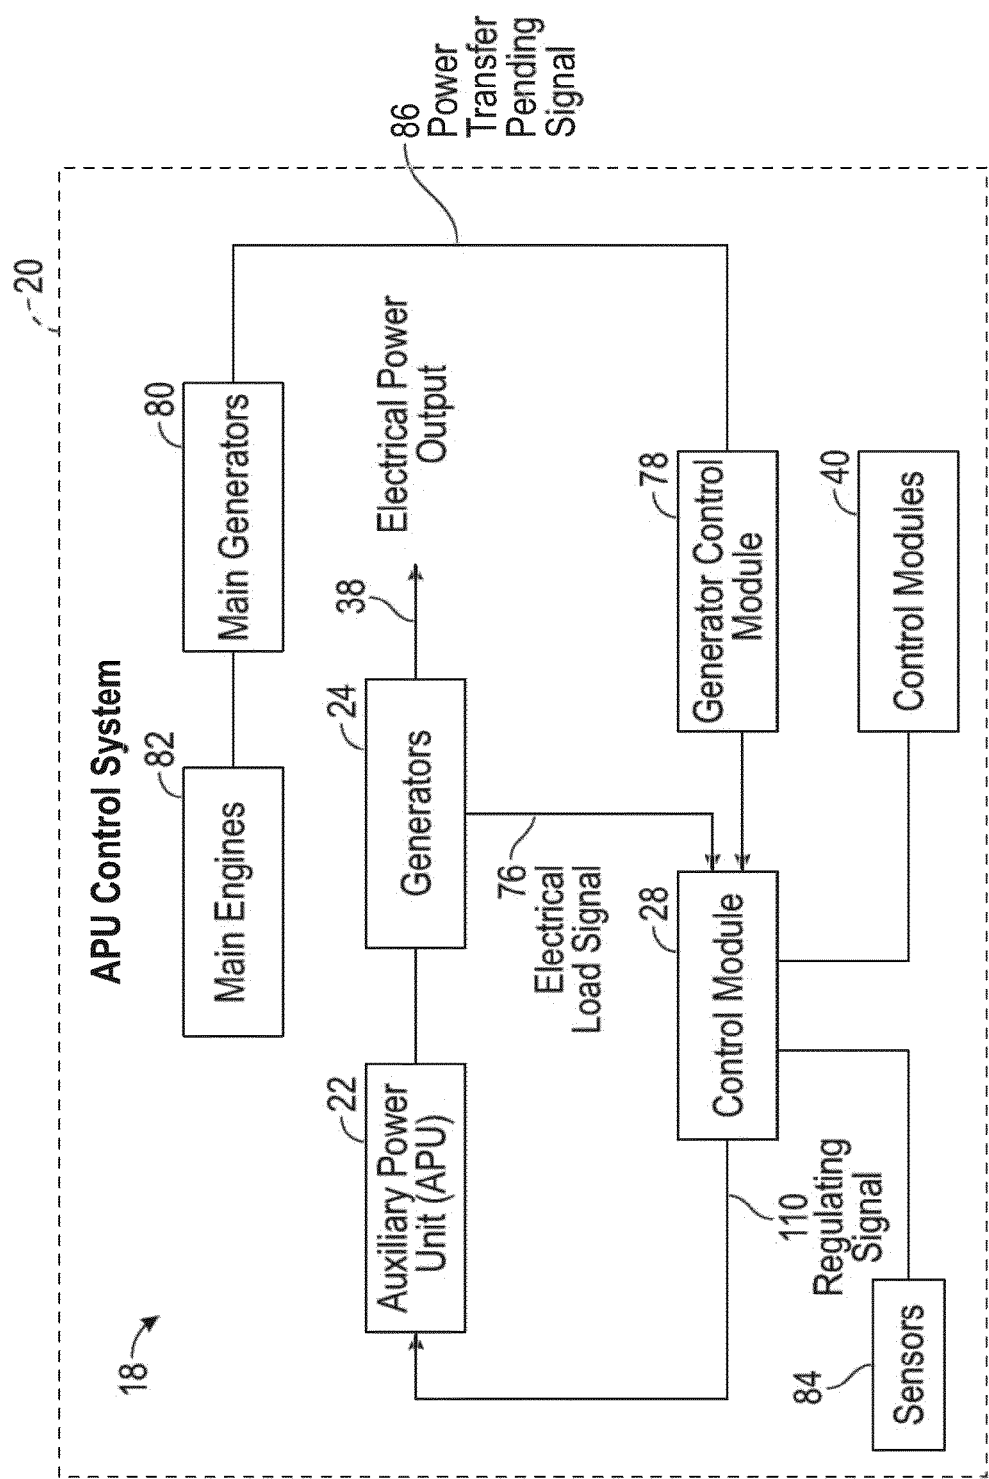 APU Control System
20
18
82
Main Engines
80
Main Generators
86
Power
Transfer
Pending
Signal
22
Auxiliary Power
Unit (APU)
24
Generators
38
Electrical Power
Output
76
Electrical
Load Signal
28
Control Module
78
Generator Control
Module
110
Regulating
Signal
84
Sensors
40
Control Modules